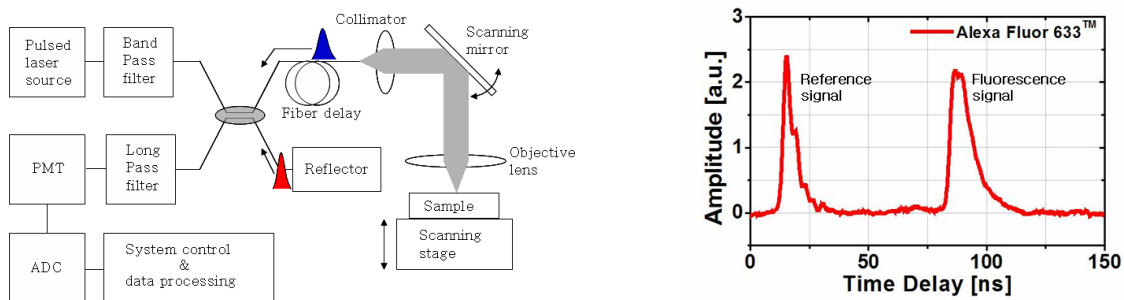 Pulsed
laser
source
Band
Pass
filter
Collimator
Scanning
mirror
Fiber delay
PMT
Long
Pass
filter
Reflector
Objective
lens
Sample
Scanning
stage
ADC
System control
&
data processing
Alexa Fluor 633™
Reference
signal
Fluorescence
signal
Amplitude [a.u.]
3
2
1
0
0
50
100
150
Time Delay [ns]